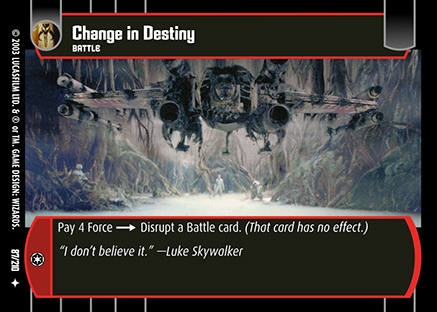 Change in Destiny
BATTLE
Pay 4 Force → Disrupt a Battle card. (That card has no effect.)
“I don’t believe it.” —Luke Skywalker
© 2003 LUCASFILM LTD. & ® or TM. GAME DESIGN: WIZARDS.
87/210